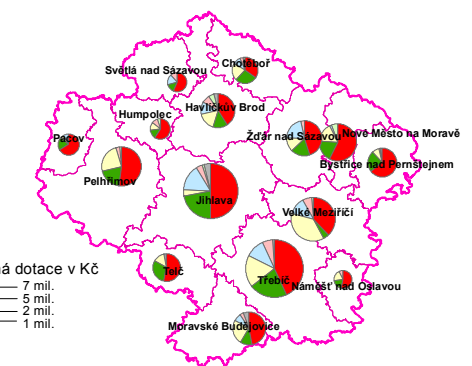 Chotěboř
Světlá nad Sázavou
Havlíčkův Brod
Humpolec
Žďár nad Sázavou
Nové Město na Moravě
Pacov
Bystřice nad Pernštejnem
Pelhřimov
Jihlava
Velké Meziříčí
Telč
Třebíč
Náměšť nad Oslavou
Moravské Budějovice
ná dotace v Kč
7 mil.
5 mil.
2 mil.
1 mil.